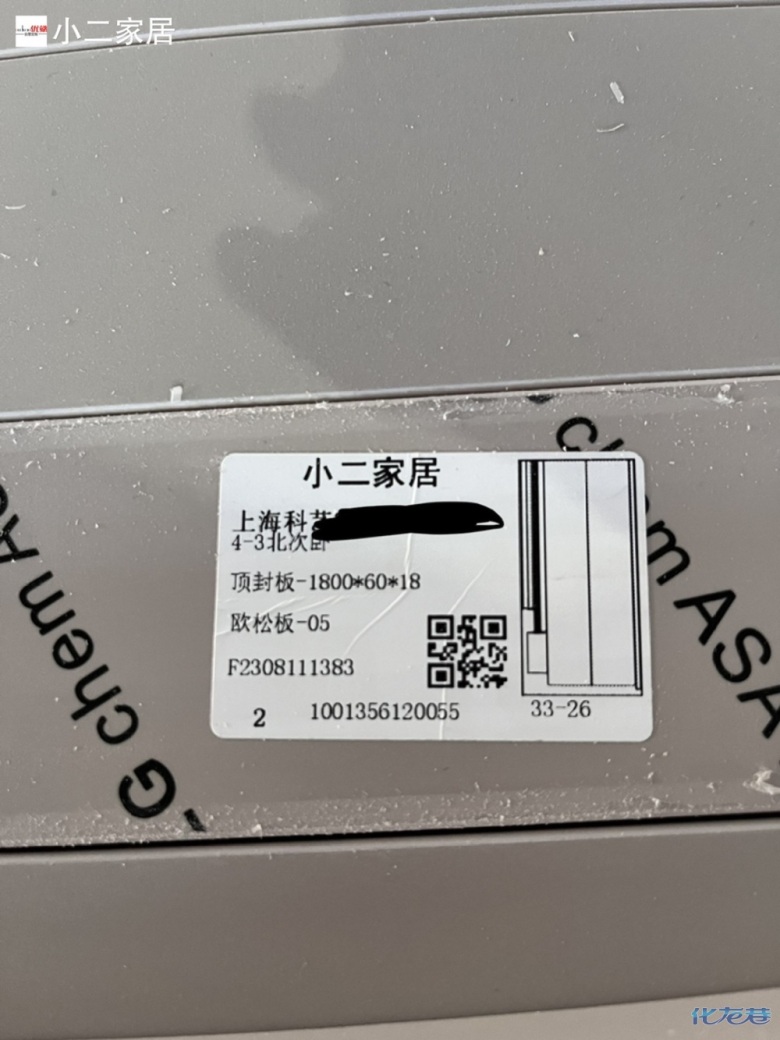 小二家居
chem ASA
-G chem A
小二家居
上海科
4-3北次卧
顶封板-1800*60*18
欧松板-05
F2308111383
2
1001356120055
33-26
化龙巷